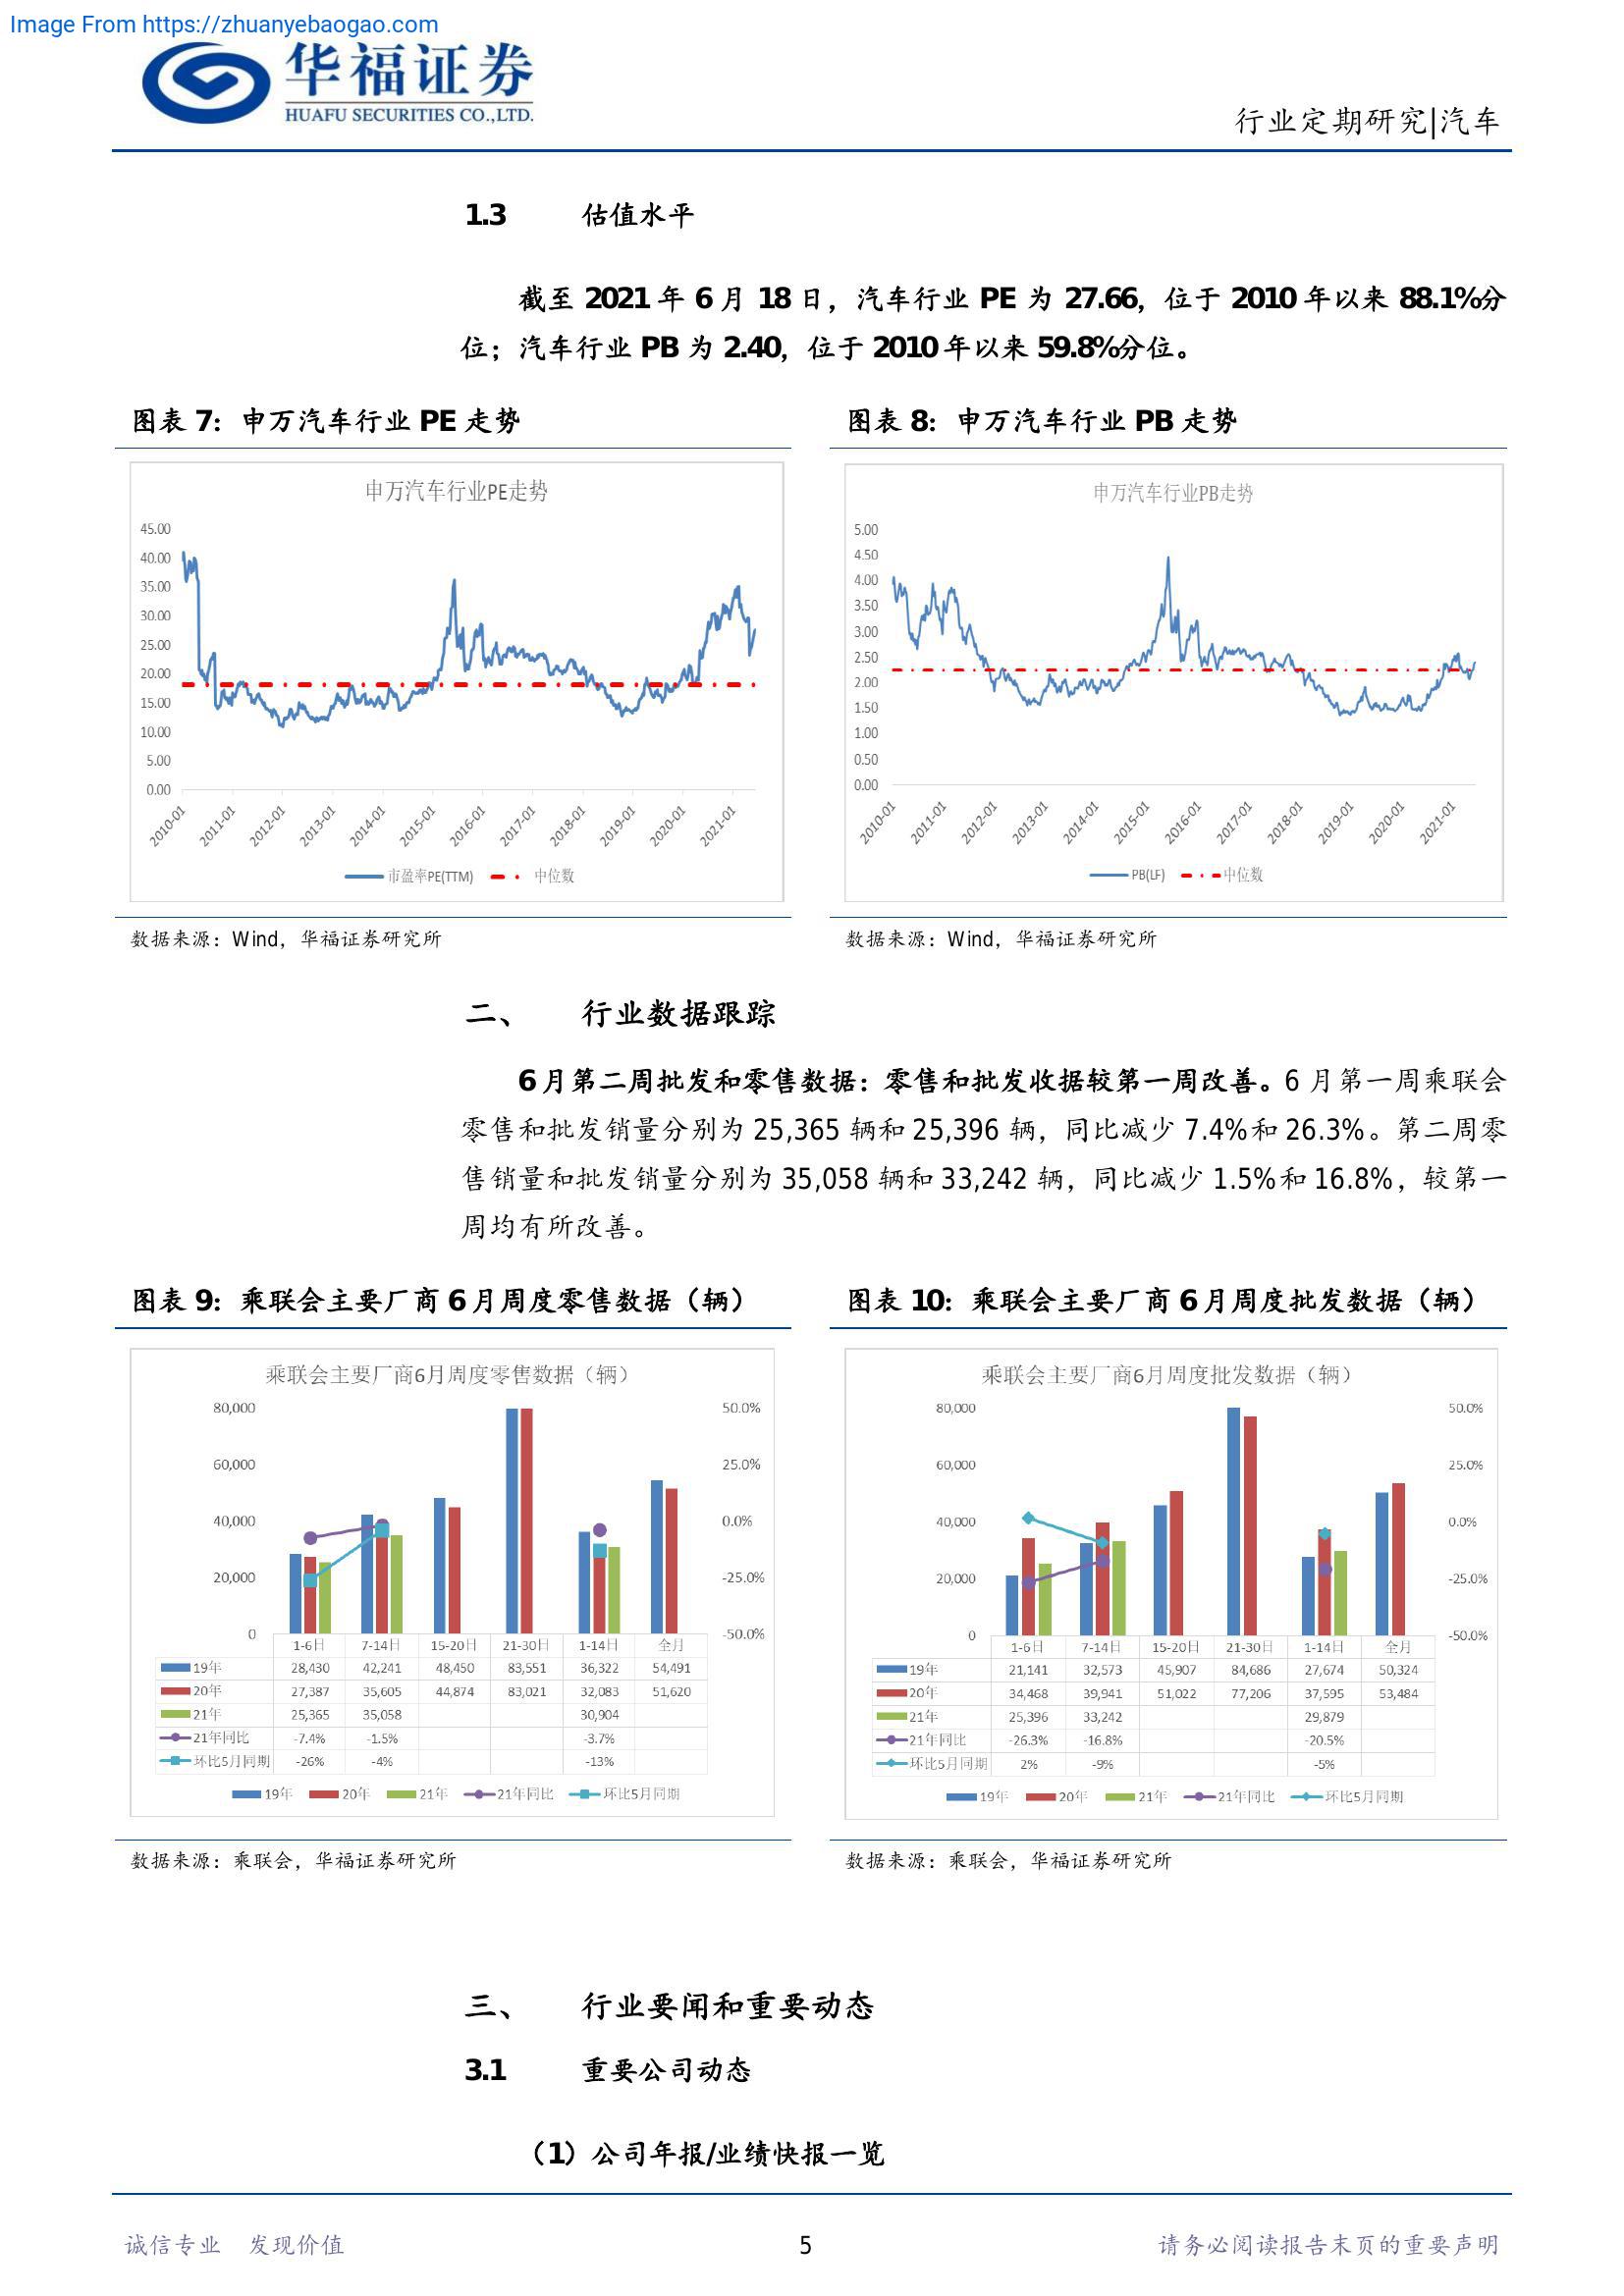 Image From https://zhuanyebaogao.com
华福证券
HUAFU SECURITIES CO.,LTD.
行业定期研究|汽车
1.3 估值水平
截至 2021 年 6 月 18 日，汽车行业 PE 为 27.66，位于 2010 年以来 88.1%分
位；汽车行业 PB 为 2.40，位于 2010 年以来 59.8%分位。
图表 7：申万汽车行业 PE 走势
申万汽车行业PE走势
45.00
40.00
35.00
30.00
25.00
20.00
15.00
10.00
5.00
0.00
2010-01 2011-01 2012-01 2013-01 2014-01 2015-01 2016-01 2017-01 2018-01 2019-01 2020-01 2021-01
市盈率PE(TTM) 中位数
数据来源：Wind，华福证券研究所
图表 8：申万汽车行业 PB 走势
申万汽车行业PB走势
5.00
4.50
4.00
3.50
3.00
2.50
2.00
1.50
1.00
0.50
0.00
2010-01 2011-01 2012-01 2013-01 2014-01 2015-01 2016-01 2017-01 2018-01 2019-01 2020-01 2021-01
PB(LF) 中位数
数据来源：Wind，华福证券研究所
二、 行业数据跟踪
6 月第二周批发和零售数据：零售和批发收据较第一周改善。6 月第一周乘联会
零售和批发销量分别为 25,365 辆和 25,396 辆，同比减少 7.4%和 26.3%。第二周零
售销量和批发销量分别为 35,058 辆和 33,242 辆，同比减少 1.5%和 16.8%，较第一
周均有所改善。
图表 9：乘联会主要厂商 6 月周度零售数据（辆）
乘联会主要厂商6月周度零售数据（辆）
80,000 50.0%
60,000 25.0%
40,000 0.0%
20,000 -25.0%
0 -50.0%
1-6日 7-14日 15-20日 21-30日 1-14日 全月
19年 28,430 42,241 48,450 83,551 36,322 54,491
20年 27,387 35,605 44,874 83,021 32,083 51,620
21年 25,365 35,058 30,904
21年同比 -7.4% -1.5% -3.7%
环比5月同期 -26% -4% -13%
19年 20年 21年 21年同比 环比5月同期
数据来源：乘联会，华福证券研究所
图表 10：乘联会主要厂商 6 月周度批发数据（辆）
乘联会主要厂商6月周度批发数据（辆）
80,000 50.0%
60,000 25.0%
40,000 0.0%
20,000 -25.0%
0 -50.0%
1-6日 7-14日 15-20日 21-30日 1-14日 全月
19年 21,141 32,573 45,907 84,686 27,674 50,324
20年 34,468 39,941 51,022 77,206 37,595 53,484
21年 25,396 33,242 29,879
21年同比 -26.3% -16.8% -20.5%
环比5月同期 2% -9% -5%
19年 20年 21年 21年同比 环比5月同期
数据来源：乘联会，华福证券研究所
三、 行业要闻和重要动态
3.1 重要公司动态
（1）公司年报/业绩快报一览
诚信专业 发现价值
5
请务必阅读报告末页的重要声明